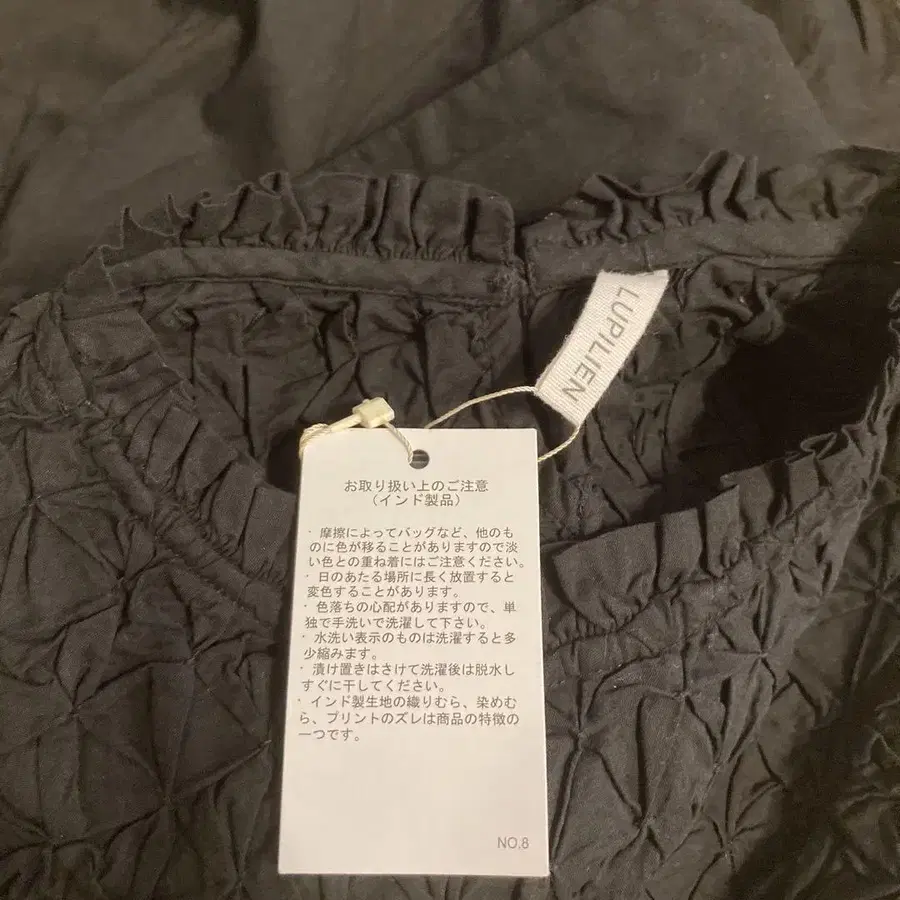 LUPILIEN
お取り扱い上のご注意
（インド製品）
・摩擦によってバッグなど、他のも
のに色が移ることがありますので淡
い色との重ね着にはご注意ください。
・日のあたる場所に長く放置すると
変色することがあります。
・色落ちの心配がありますので、単
独で手洗いで洗濯して下さい。
・水洗い表示のものは洗濯すると多
少縮みます。
・漬け置きはさけて洗濯後は脱水し
すぐに干してください。
・インド製生地の織りむら、染めむ
ら、プリントのズレは商品の特徴の
一つです。
NO.8